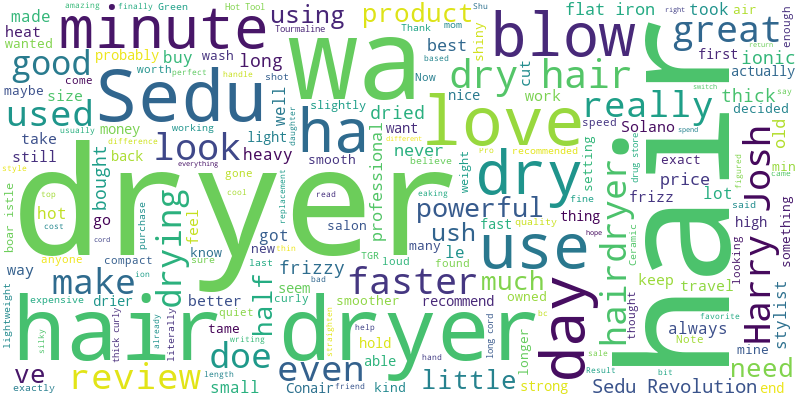 amazing
finally Green
Hot Tool
Shu
made
minute
using
product
blow
flat iron
took
air
heat
wanted
Tourmaline
Thank
mom
shiny
great
right
enough
probably
buy
wash
long
wa
best
first
ionic
good
maybe
come
worth
perfect
handle
shot
Now
based
cut
dry hair
return
actually
Sedu
well
slightly
nice
work
really
thick
decided
used
size
money
dried
love
speed
Solano
old
switch
say
take
usually
working
difference
light
daughter
want
different
pro
recommended
setting
drug store
exact
spend
min
still
back
look
heavy
ha
smooth
never
believe
weight
fine
frizz
price
figured
came
style
everything
gone
professional
dry
thing
lot
said
bought
dryer
cool
read
powerful
hairdryer.
Ceramic
high
something
boar istle
top
hot
cost
go
drying
feel
replacement
salon
eaking
quality
use
hair
Harry Josh
purchase
cord
know
got
new
thin
TGR
many
ush
fast
le
found
day
keep
travel
looking
stylist
way
anyone
compact
sure
last
frizzy
loud
hope
thought
lightweight
make
ion
half
seem
bad
faster
much
always
favorite
expensive
drier
better
quiet
curly
smoother
recommend
owned
Note
mine
silky
hair dryer
already
literally
tame
writing
straighten
help
hold
hand
long cord
longer
bc
sale
bit
ve
thick curly
doe
even
able
little
strong
Result
need
exactly
review
length
small
Conair
friend
kind
Sedu Revolution
end